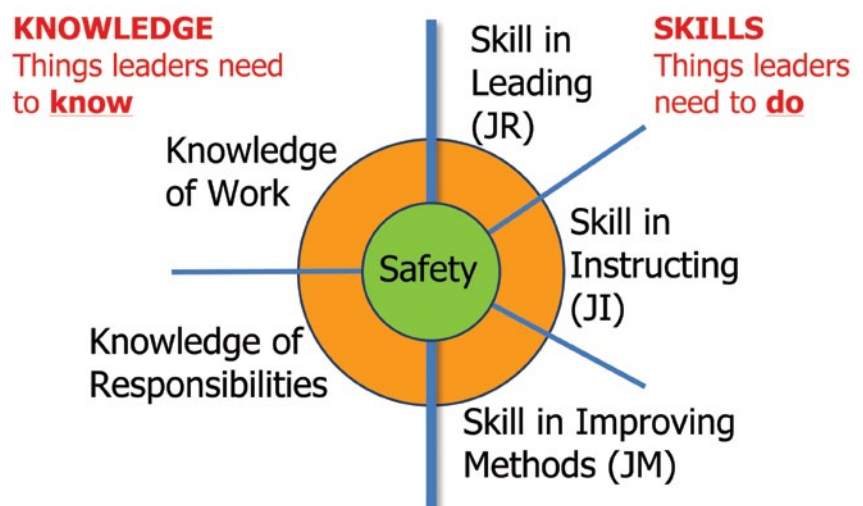 KNOWLEDGE
Things leaders need
to know
SKILLS
Things leaders
need to do
Skill in
Leading
(JR)
Knowledge
of Work
Safety
Skill in
Instructing
(JI)
Knowledge of
Responsibilities
Skill in Improving
Methods (JM)